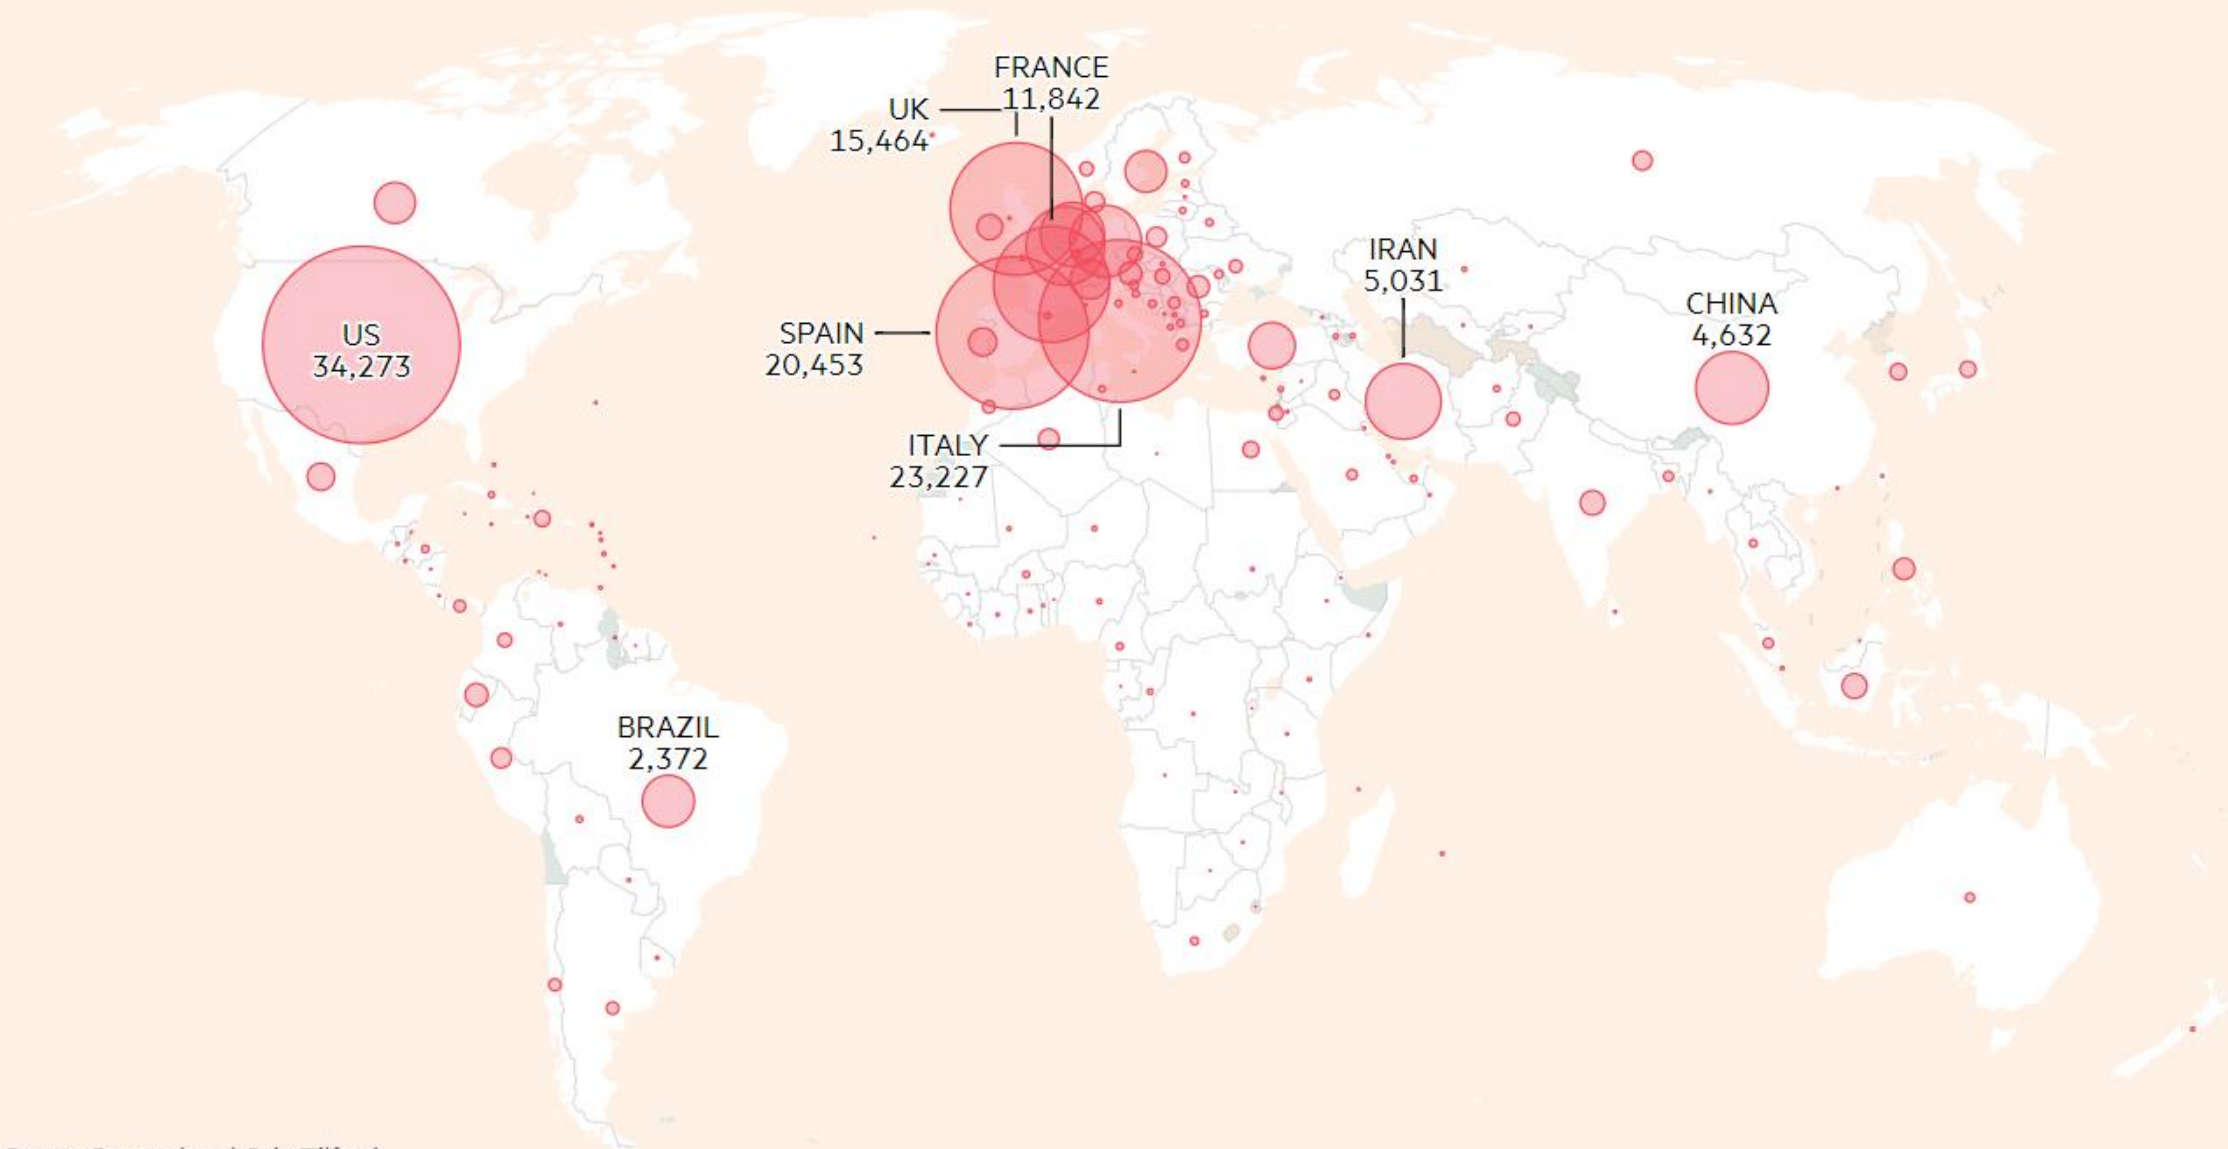 FRANCE
11,842
UK
15,464
IRAN
5,031
CHINA
4,632
US
34,273
SPAIN
20,453
ITALY
23,227
BRAZIL
2,372